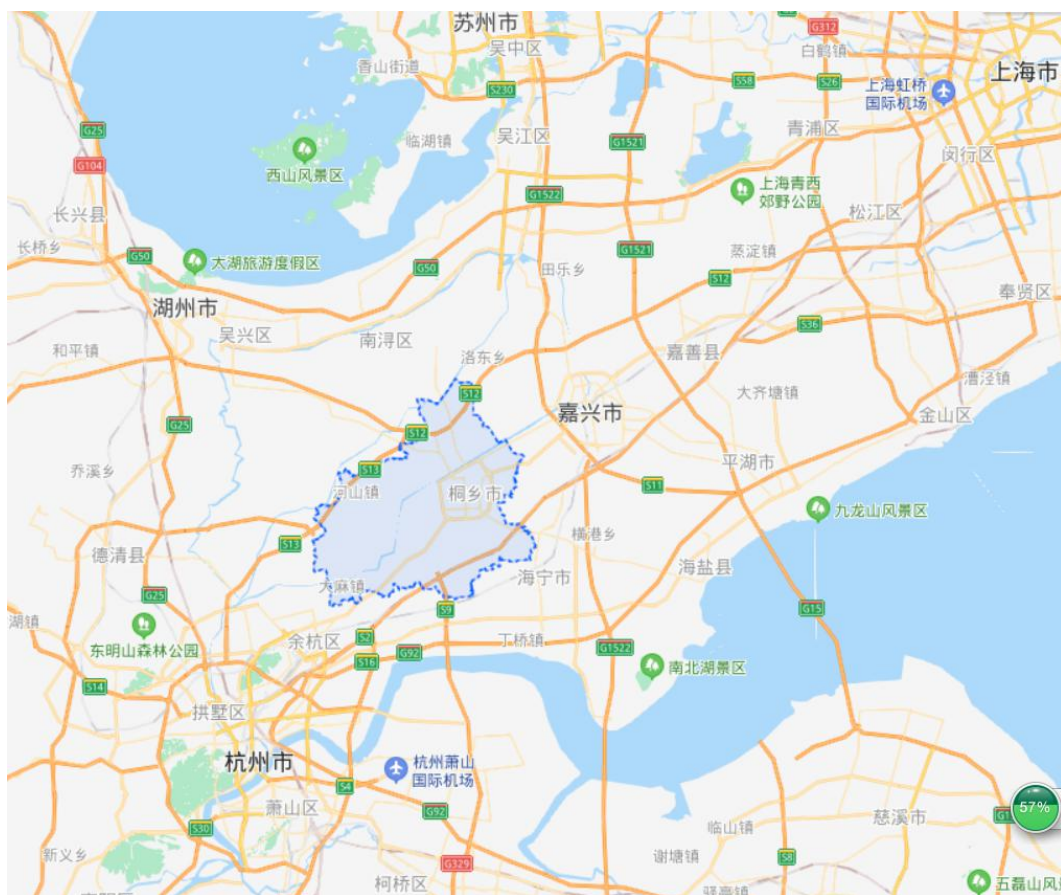 苏州市
G312
吴中区
白鹤镇
香山街道
S58
S26
上海市
S230
上海虹桥
国际机场
G25
临湖镇
吴江区
G1521
青浦区
闵行区
G104
西山风景区
G1522
上海青西
郊野公园
长兴县
松江区
长桥乡
G50
太湖旅游度假区
G50
G1521
蒸淀镇
田乐乡
S12
奉贤区
湖州市
吴兴区
南浔区
S36
和平镇
洛东乡
嘉善县
漕泾镇
S12
大齐塘镇
嘉兴市
金山区
G25
S12
乔溪乡
S13
平湖市
河山镇
桐乡市
S11
九龙山风景区
S13
横港乡
德清县
海盐县
大麻镇
海宁市
G25
S9
G15
湖镇
余杭区
S2
丁桥镇
东明山森林公园
S16
G92
G1522
南北湖景区
S14
拱墅区
杭州市
杭州萧山
国际机场
S4
萧山区
G92
57%
慈溪市
S30
临山镇
新义乡
G329
谢塘镇
S8
柯桥区
五磊山风
驿亭镇